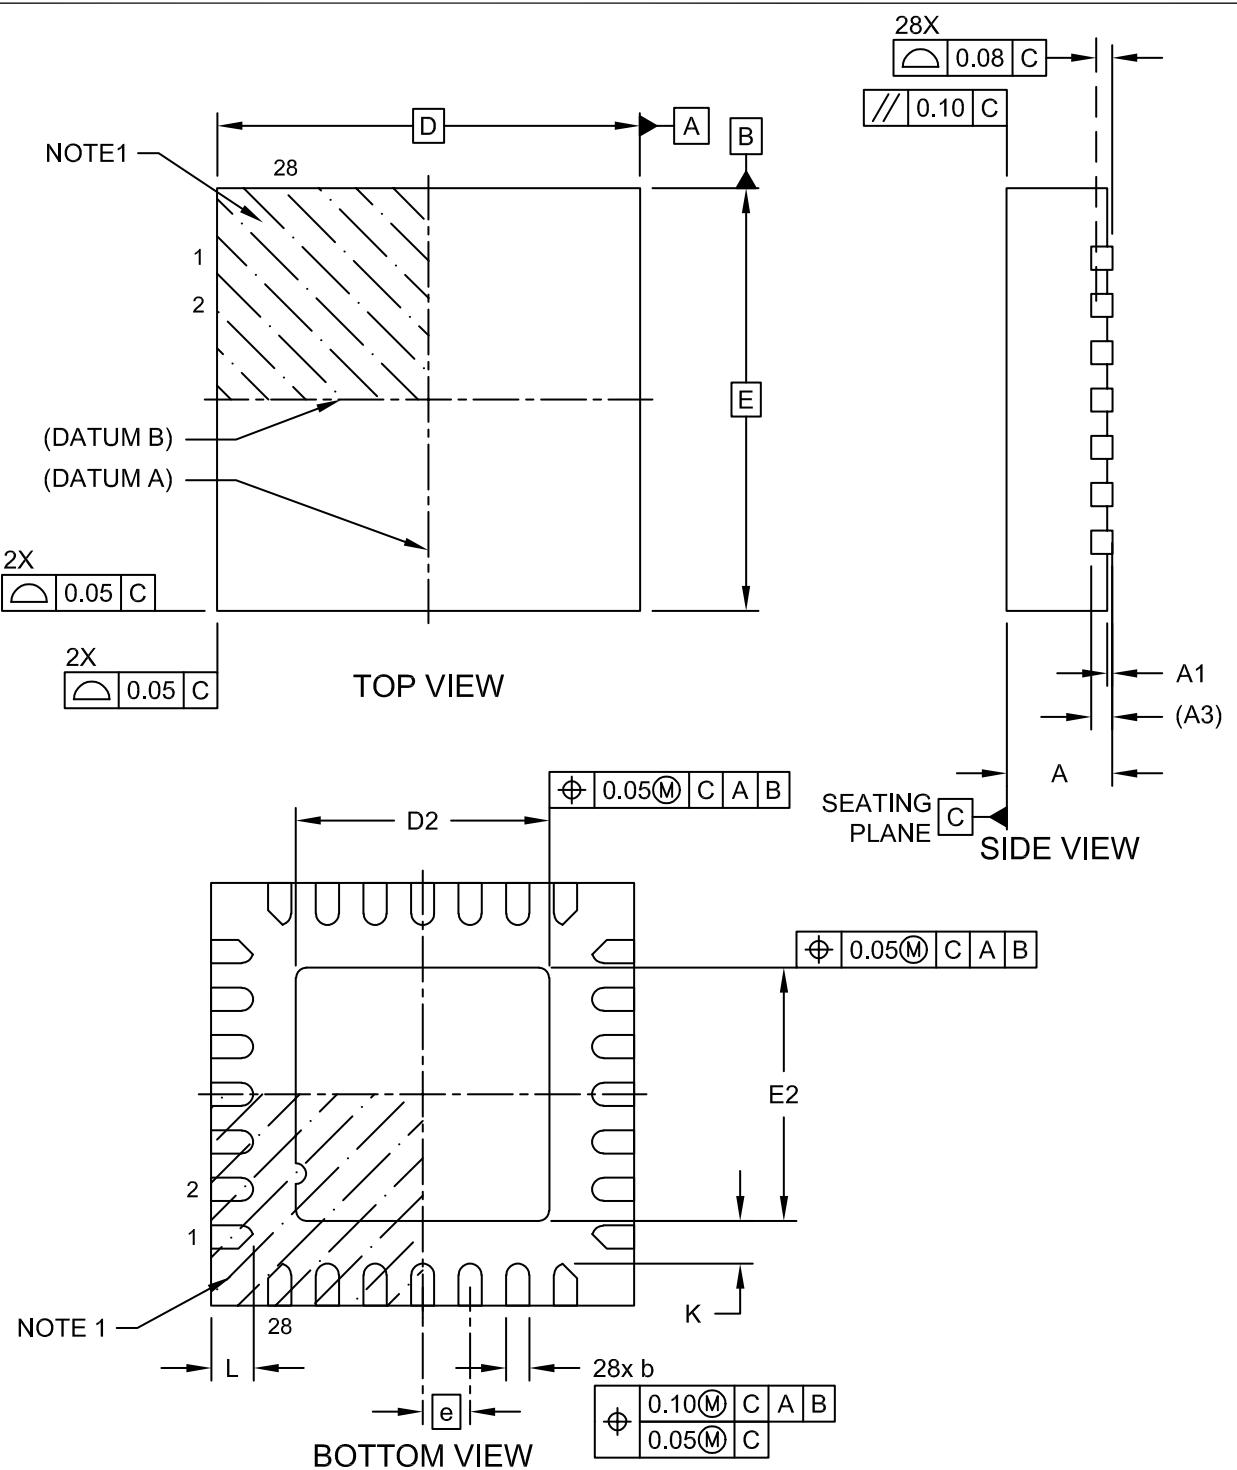 28X
0.08 C
// 0.10 C
D
A
B
NOTE1
28
1
2
E
(DATUM B)
(DATUM A)
2X
0.05 C
2X
0.05 C
TOP VIEW
A1
(A3)
A
SEATING
PLANE
C
SIDE VIEW
0.05Ⓜ C A B
D2
0.05Ⓜ C A B
E2
2
1
NOTE 1
28
K
L
28x b
e
0.10Ⓜ C A B
0.05Ⓜ C
BOTTOM VIEW